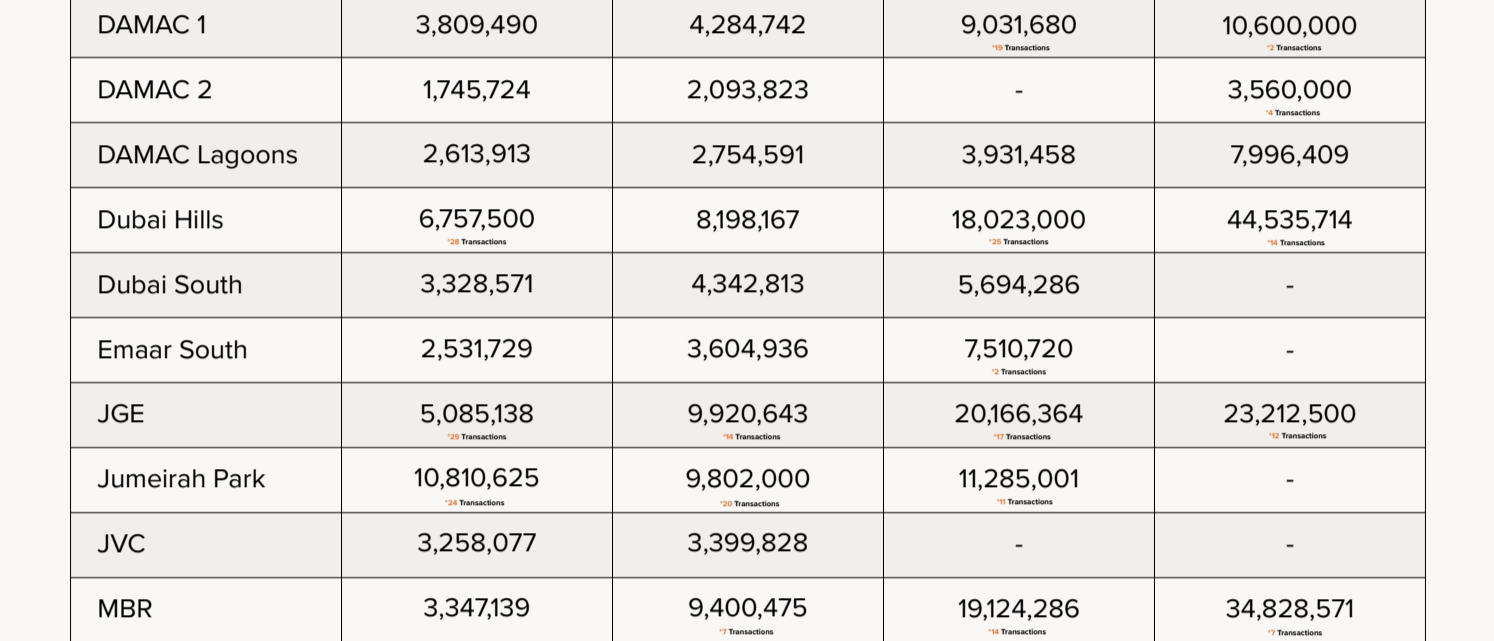 DAMAC 1 3,809,490 4,284,742 9,031,680 10,600,000
*19 Transactions *2 Transactions
DAMAC 2 1,745,724 2,093,823 - 3,560,000
*4 Transactions
DAMAC Lagoons 2,613,913 2,754,591 3,931,458 7,996,409
Dubai Hills 6,757,500 8,198,167 18,023,000 44,535,714
*28 Transactions *25 Transactions *14 Transactions
Dubai South 3,328,571 4,342,813 5,694,286 -
Emaar South 2,531,729 3,604,936 7,510,720 -
*2 Transactions
JGE 5,085,138 9,920,643 20,166,364 23,212,500
*29 Transactions *14 Transactions *17 Transactions *12 Transactions
Jumeirah Park 10,810,625 9,802,000 11,285,001 -
*24 Transactions *20 Transactions *11 Transactions
JVC 3,258,077 3,399,828 - -
MBR 3,347,139 9,400,475 19,124,286 34,828,571
*7 Transactions *14 Transactions *7 Transactions